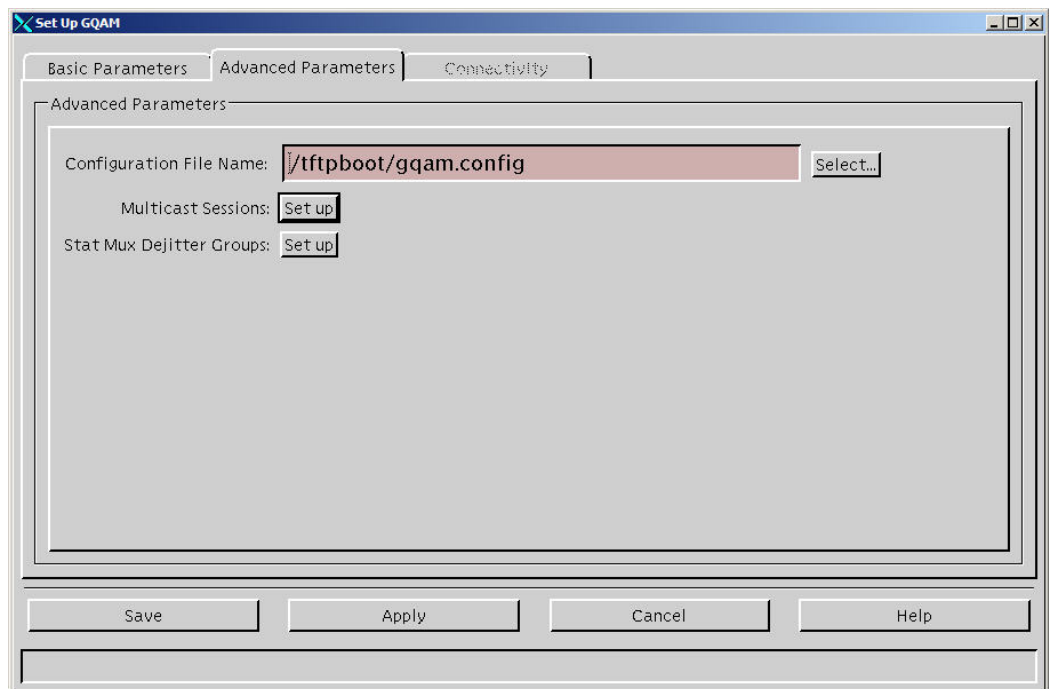 Set Up GQAM
Basic Parameters Advanced Parameters Connectivity
Advanced Parameters
Configuration File Name: /tftpboot/gqam.config Select...
Multicast Sessions: Set up
Stat Mux Dejitter Groups: Set up
Save Apply Cancel Help